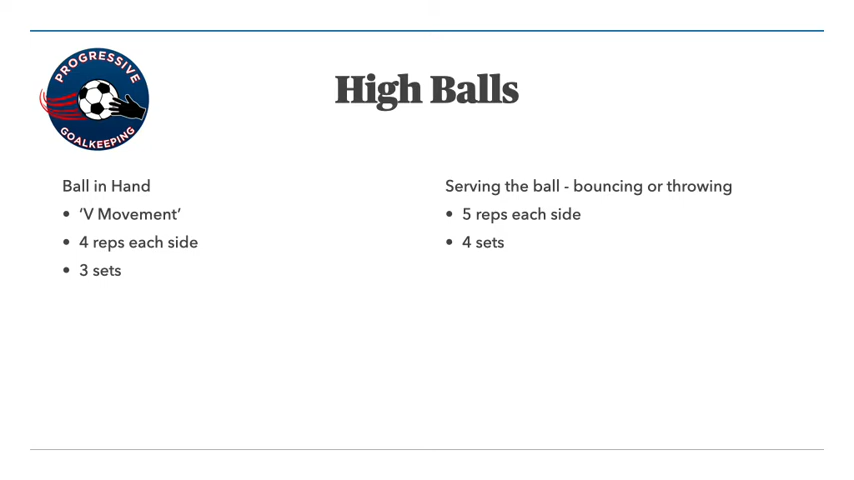 PROGRESSIVE
GOALKEEPING
High Balls
Ball in Hand
• ‘V Movement’
• 4 reps each side
• 3 sets
Serving the ball - bouncing or throwing
• 5 reps each side
• 4 sets